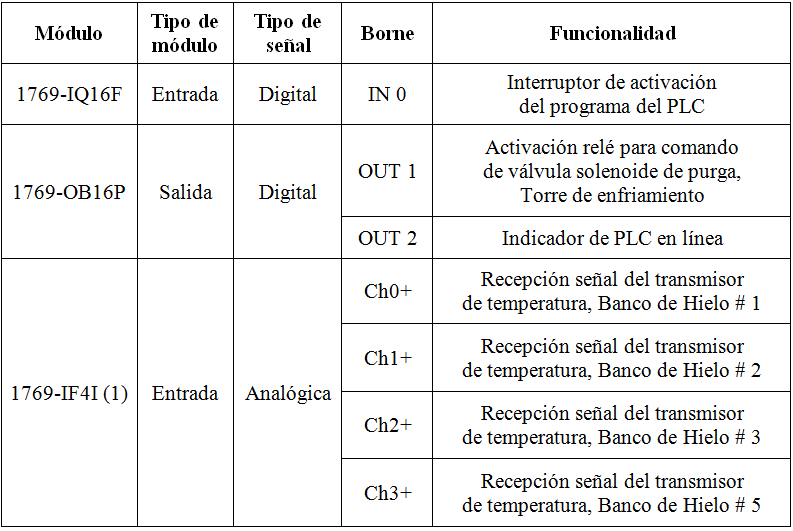 Módulo
Tipo de
módulo
Tipo de
señal
Borne
Funcionalidad
1769-IQ16F
Entrada
Digital
IN 0
Interruptor de activación
del programa del PLC
1769-OB16P
Salida
Digital
OUT 1
Activación relé para comando
de válvula solenoide de purga,
Torre de enfriamiento
OUT 2
Indicador de PLC en línea
1769-IF4I (1)
Entrada
Analógica
Ch0+
Recepción señal del transmisor
de temperatura, Banco de Hielo # 1
Ch1+
Recepción señal del transmisor
de temperatura, Banco de Hielo # 2
Ch2+
Recepción señal del transmisor
de temperatura, Banco de Hielo # 3
Ch3+
Recepción señal del transmisor
de temperatura, Banco de Hielo # 5